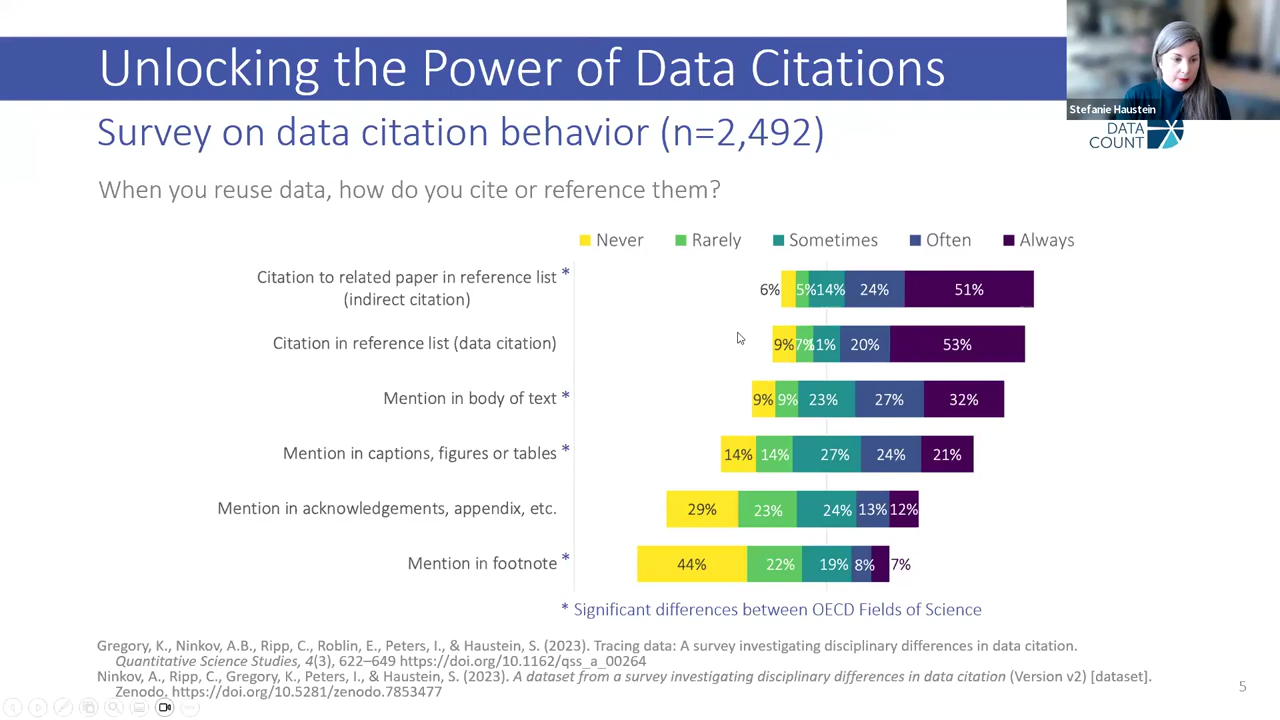 Unlocking the Power of Data Citations
Stefanie Haustein
DATA
COUNT
Survey on data citation behavior (n=2,492)
When you reuse data, how do you cite or reference them?
Never Rarely Sometimes Often Always
Citation to related paper in reference list *
(indirect citation)
6% 5% 14% 24% 51%
Citation in reference list (data citation)
9% 7% 11% 20% 53%
Mention in body of text *
9% 9% 23% 27% 32%
Mention in captions, figures or tables *
14% 14% 27% 24% 21%
Mention in acknowledgements, appendix, etc.
29% 23% 24% 13% 12%
Mention in footnote *
44% 22% 19% 8% 7%
* Significant differences between OECD Fields of Science
Gregory, K., Ninkov, A.B., Ripp, C., Roblin, E., Peters, I., & Haustein, S. (2023). Tracing data: A survey investigating disciplinary differences in data citation.
Quantitative Science Studies, 4(3), 622–649 https://doi.org/10.1162/qss_a_00264
Ninkov, A., Ripp, C., Gregory, K., Peters, I., & Haustein, S. (2023). A dataset from a survey investigating disciplinary differences in data citation (Version v2) [dataset].
Zenodo. https://doi.org/10.5281/zenodo.7853477
5